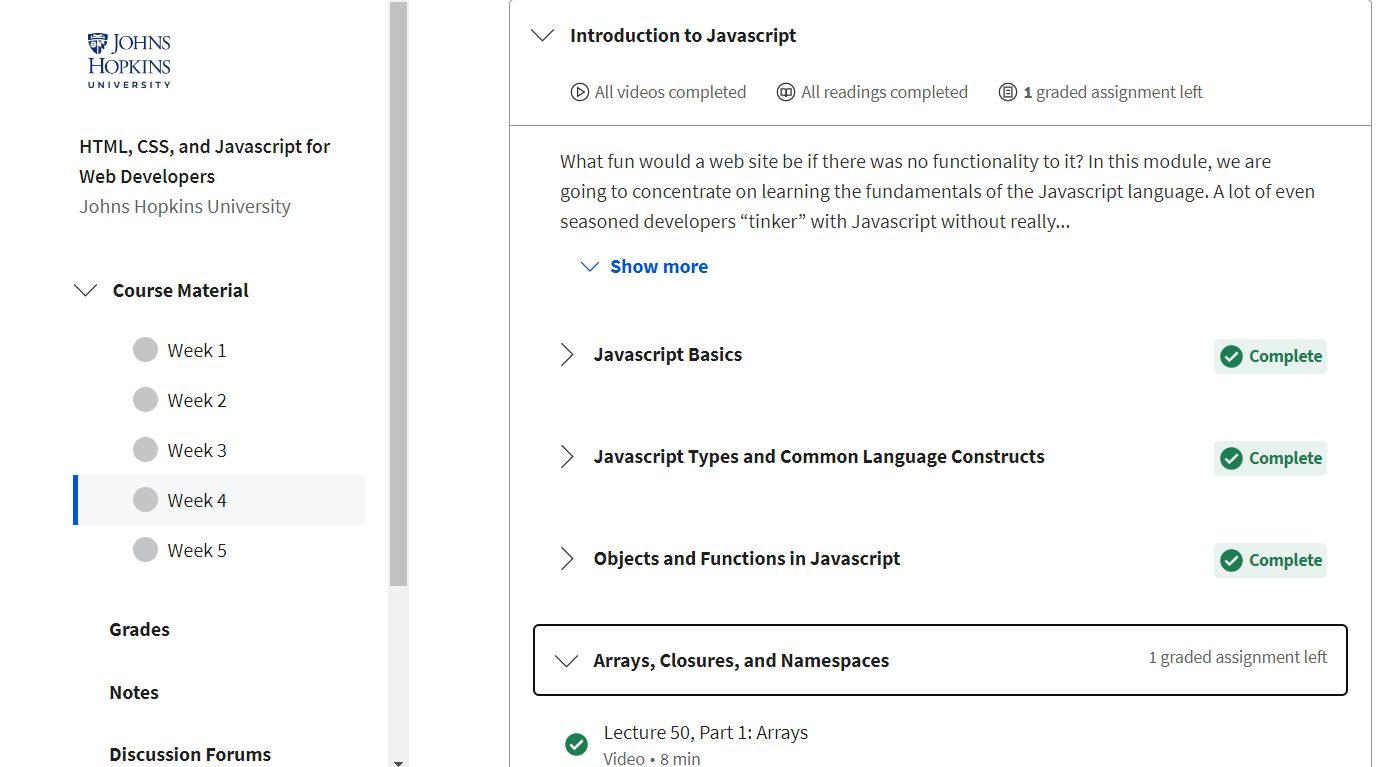 JOHNS
HOPKINS
UNIVERSITY
HTML, CSS, and Javascript for
Web Developers
Johns Hopkins University
Course Material
Week 1
Week 2
Week 3
Week 4
Week 5
Grades
Notes
Discussion Forums
Introduction to Javascript
All videos completed
All readings completed
1 graded assignment left
What fun would a web site be if there was no functionality to it? In this module, we are
going to concentrate on learning the fundamentals of the Javascript language. A lot of even
seasoned developers “tinker” with Javascript without really...
Show more
Javascript Basics
Complete
Javascript Types and Common Language Constructs
Complete
Objects and Functions in Javascript
Complete
Arrays, Closures, and Namespaces
1 graded assignment left
Lecture 50, Part 1: Arrays
Video • 8 min